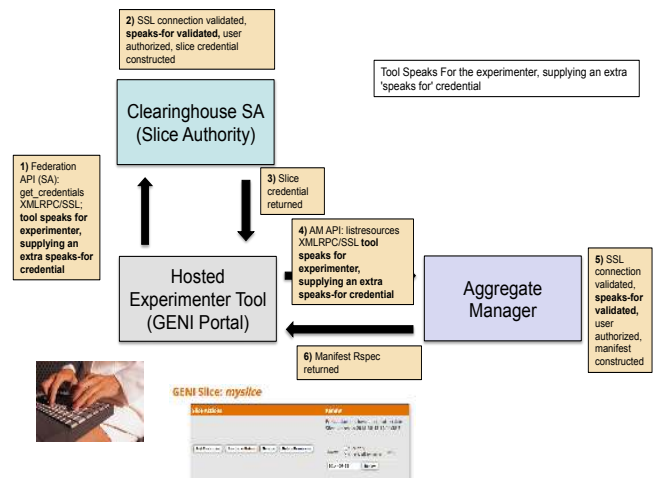 2) SSL connection validated,
speaks-for validated, user
authorized, slice credential
constructed
Tool Speaks For the experimenter, supplying an extra
'speaks for' credential
Clearinghouse SA
(Slice Authority)
1) Federation
API (SA):
get_credentials
XMLRPC/SSL;
tool speaks for
experimenter,
supplying an
extra speaks-for
credential
3) Slice
credential
returned
4) AM API: listresources
XMLRPC/SSL tool
speaks for
experimenter,
supplying an extra
speaks-for credential
Hosted
Experimenter Tool
(GENI Portal)
Aggregate
Manager
5) SSL
connection
validated,
speaks-for
validated,
user
authorized,
manifest
constructed
6) Manifest Rspec
returned
GENI Slice: myslice
Slice Actions
Renew